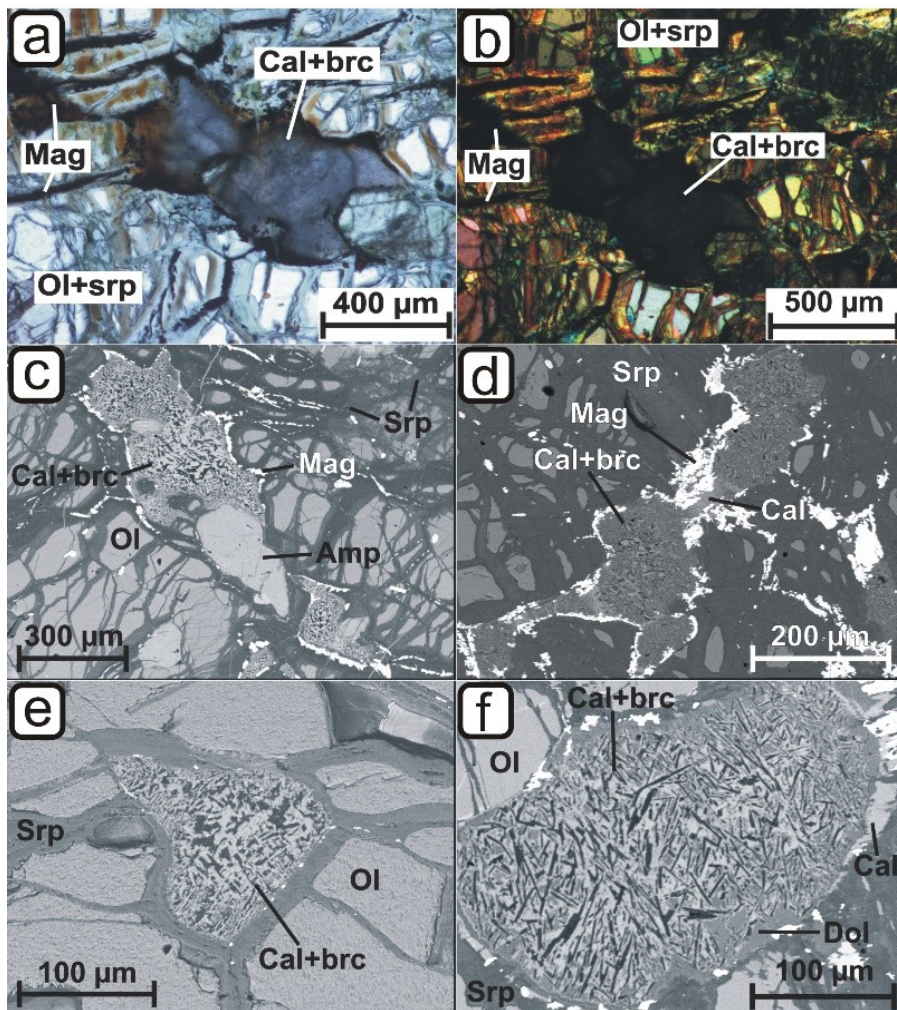 a
Cal+brc
Mag
Ol+srp
400 µm
b
Ol+srp
Mag
Cal+brc
500 µm
c
Srp
Cal+brc
Mag
Ol
Amp
300 µm
d
Srp
Mag
Cal+brc
Cal
200 µm
e
Srp
Ol
Cal+brc
100 µm
f
Cal+brc
Ol
Cal
Dol
Srp
100 µm